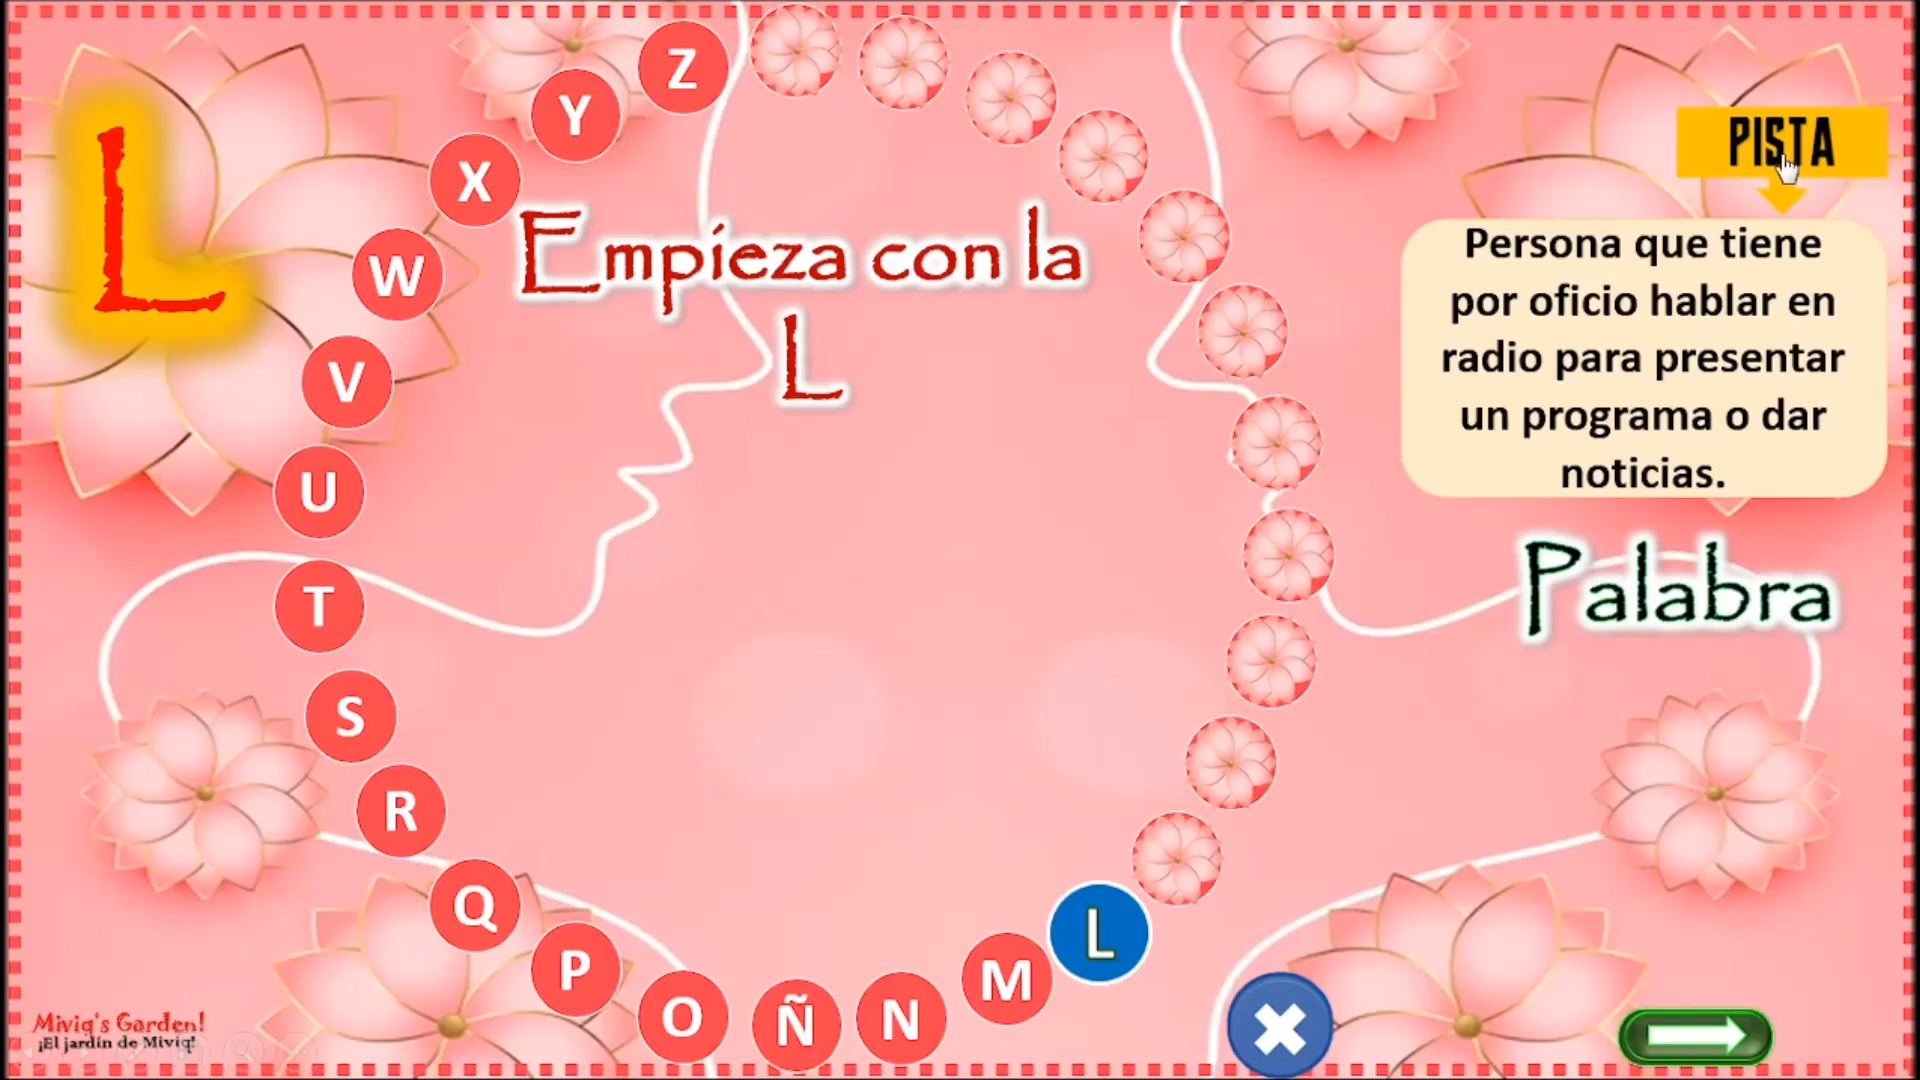 L
Empieza con la
L
PISTA
Persona que tiene
por oficio hablar en
radio para presentar
un programa o dar
noticias.
Palabra
Z
Y
X
W
V
U
T
S
R
Q
P
O
Ñ
N
M
L
Miviq's Garden!
¡El jardín de Miviq!